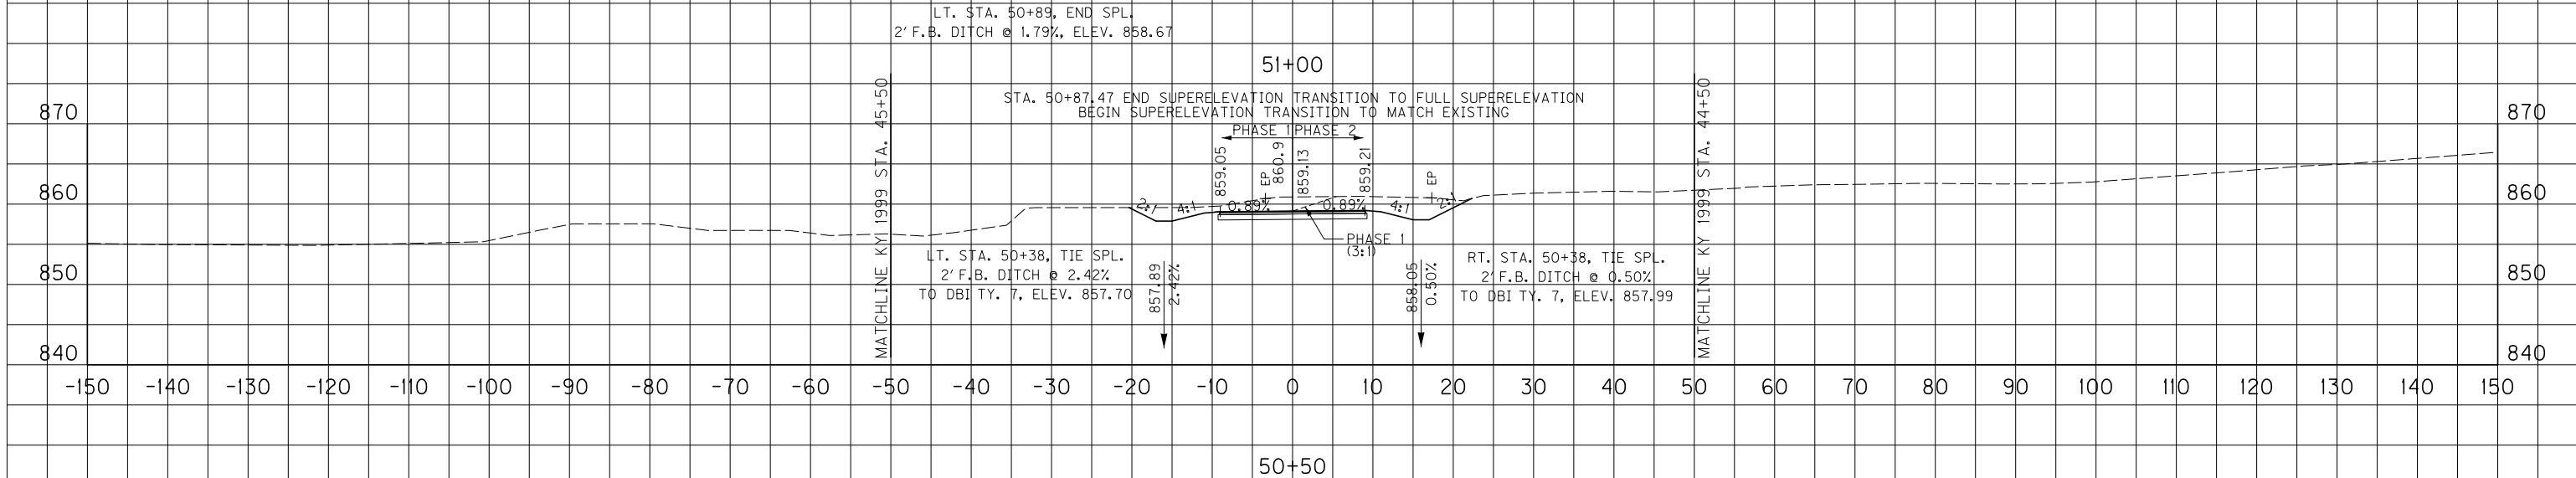 LT. STA. 50+89, END SPL.
2' F.B. DITCH @ 1.79%, ELEV. 858.67
51+00
STA. 50+87.47 END SUPERELEVATION TRANSITION TO FULL SUPERELEVATION
BEGIN SUPERELEVATION TRANSITION TO MATCH EXISTING
PHASE 1 PHASE 2
870
870
860
860
850
850
840
840
MATCHLINE KY 1999 STA. 45+50
MATCHLINE KY 1999 STA. 44+50
859.05
EP
860.9
859.13
859.21
EP
2:1
4:1
0.89%
0.89%
4:1
2:1
PHASE 1
(3:1)
LT. STA. 50+38, TIE SPL.
2' F.B. DITCH @ 2.42%
TO DBI TY. 7, ELEV. 857.70
857.89
2.42%
858.05
0.50%
RT. STA. 50+38, TIE SPL.
2' F.B. DITCH @ 0.50%
TO DBI TY. 7, ELEV. 857.99
-150 -140 -130 -120 -110 -100 -90 -80 -70 -60 -50 -40 -30 -20 -10 0 10 20 30 40 50 60 70 80 90 100 110 120 130 140 150
50+50